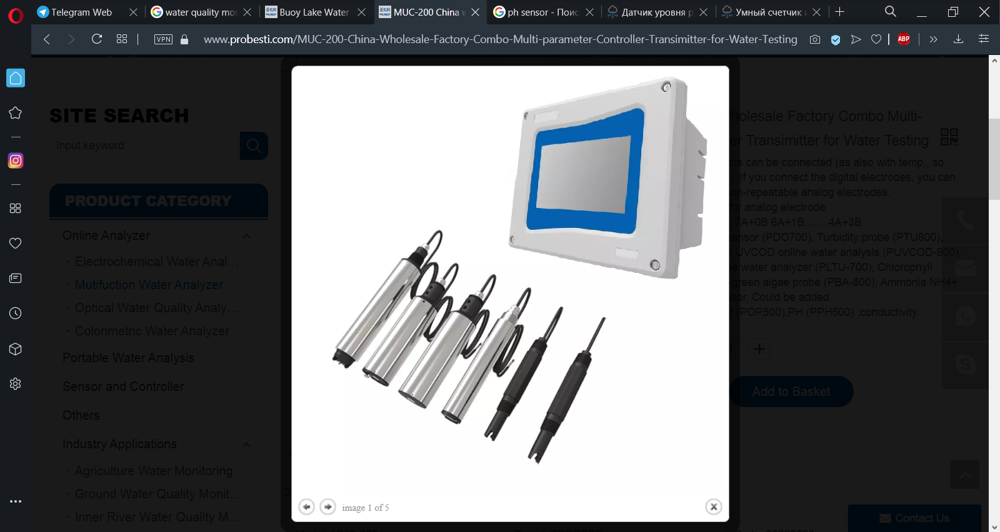 Telegram Web
water quality mo
Buoy Lake Water
MUC-200 China w
ph sensor - Поис
Датчик уровня р
Умный счетчик и
VPN
www.probesti.com/MUC-200-China-Wholesale-Factory-Combo-Multi-parameter-Controller-Transimitter-for-Water-Testing
ABP
SITE SEARCH
Input keyword
PRODUCT CATEGORY
Online Analyzer
· Electrochemical Water Anal...
· Mutifuction Water Analyzer
· Optical Water Quality Analy...
· Colorimetric Water Analyzer
Portable Water Analysis
Sensor and Controller
Others
Industry Applications
· Agriculture Water Monitoring
· Ground Water Quality Monit...
· Inner River Water Quality M...
holesale Factory Combo Multi-
er Transimitter for Water Testing
rs can be connected (as also with temp., so
). If you connect the digital electrodes, you can
on-repeatable analog electrodes.
for analog electrode
: 7A+0B 6A+1B........4A+3B
ensor (PDO700), Turbidity probe (PTU800),
, UVCOD online water analysis (PUVCOD-900),
e water analyzer (PLTU-700), Chlorophyll
-green algae probe (PBA-800), Ammonia NH4+
sor, Could be added.
P (POP500),PH (PPH500) ,conductivity
+
Add to Basket
image 1 of 5
Contact Us